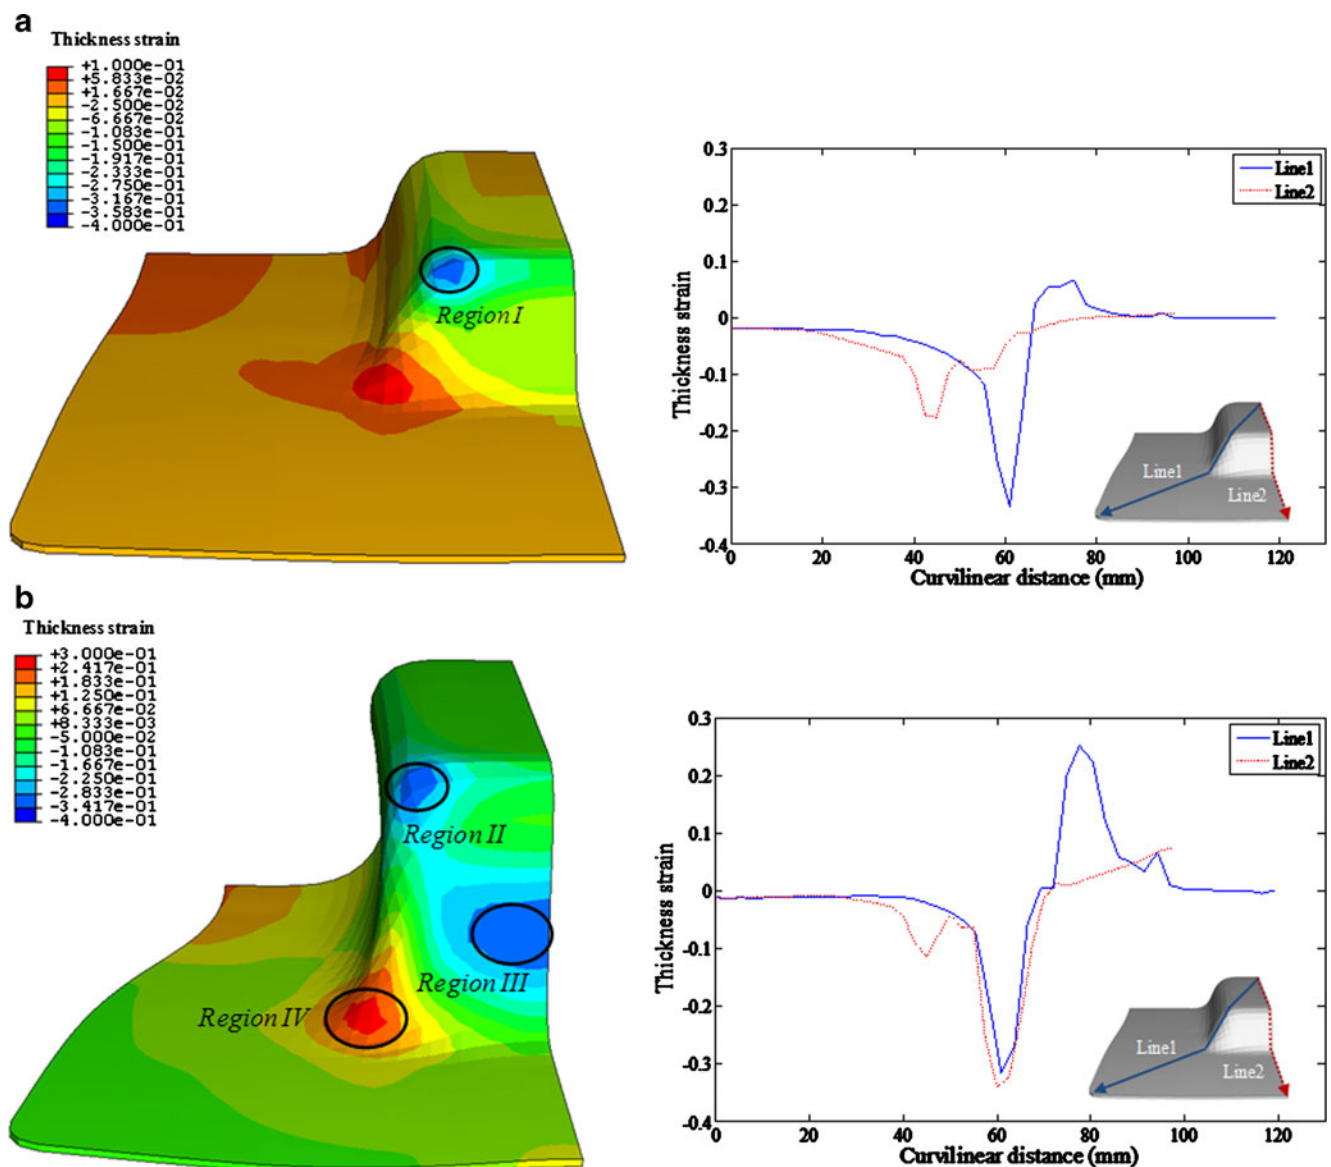 a
Thickness strain
+1.000e-01
+5.833e-02
+1.667e-02
-2.500e-02
-6.667e-02
-1.083e-01
-1.500e-01
-1.917e-01
-2.333e-01
-2.750e-01
-3.167e-01
-3.583e-01
-4.000e-01
Region I
0.3
0.2
0.1
0
-0.1
-0.2
-0.3
-0.4
Thickness strain
Line1
Line2
Line1
Line2
0 20 40 60 80 100 120
Curvilinear distance (mm)
b
Thickness strain
+3.000e-01
+2.417e-01
+1.833e-01
+1.250e-01
+6.667e-02
+8.333e-03
-5.000e-02
-1.083e-01
-1.667e-01
-2.250e-01
-2.833e-01
-3.417e-01
-4.000e-01
Region II
Region III
Region IV
0.3
0.2
0.1
0
-0.1
-0.2
-0.3
-0.4
Thickness strain
Line1
Line2
Line1
Line2
0 20 40 60 80 100 120
Curvilinear distance (mm)